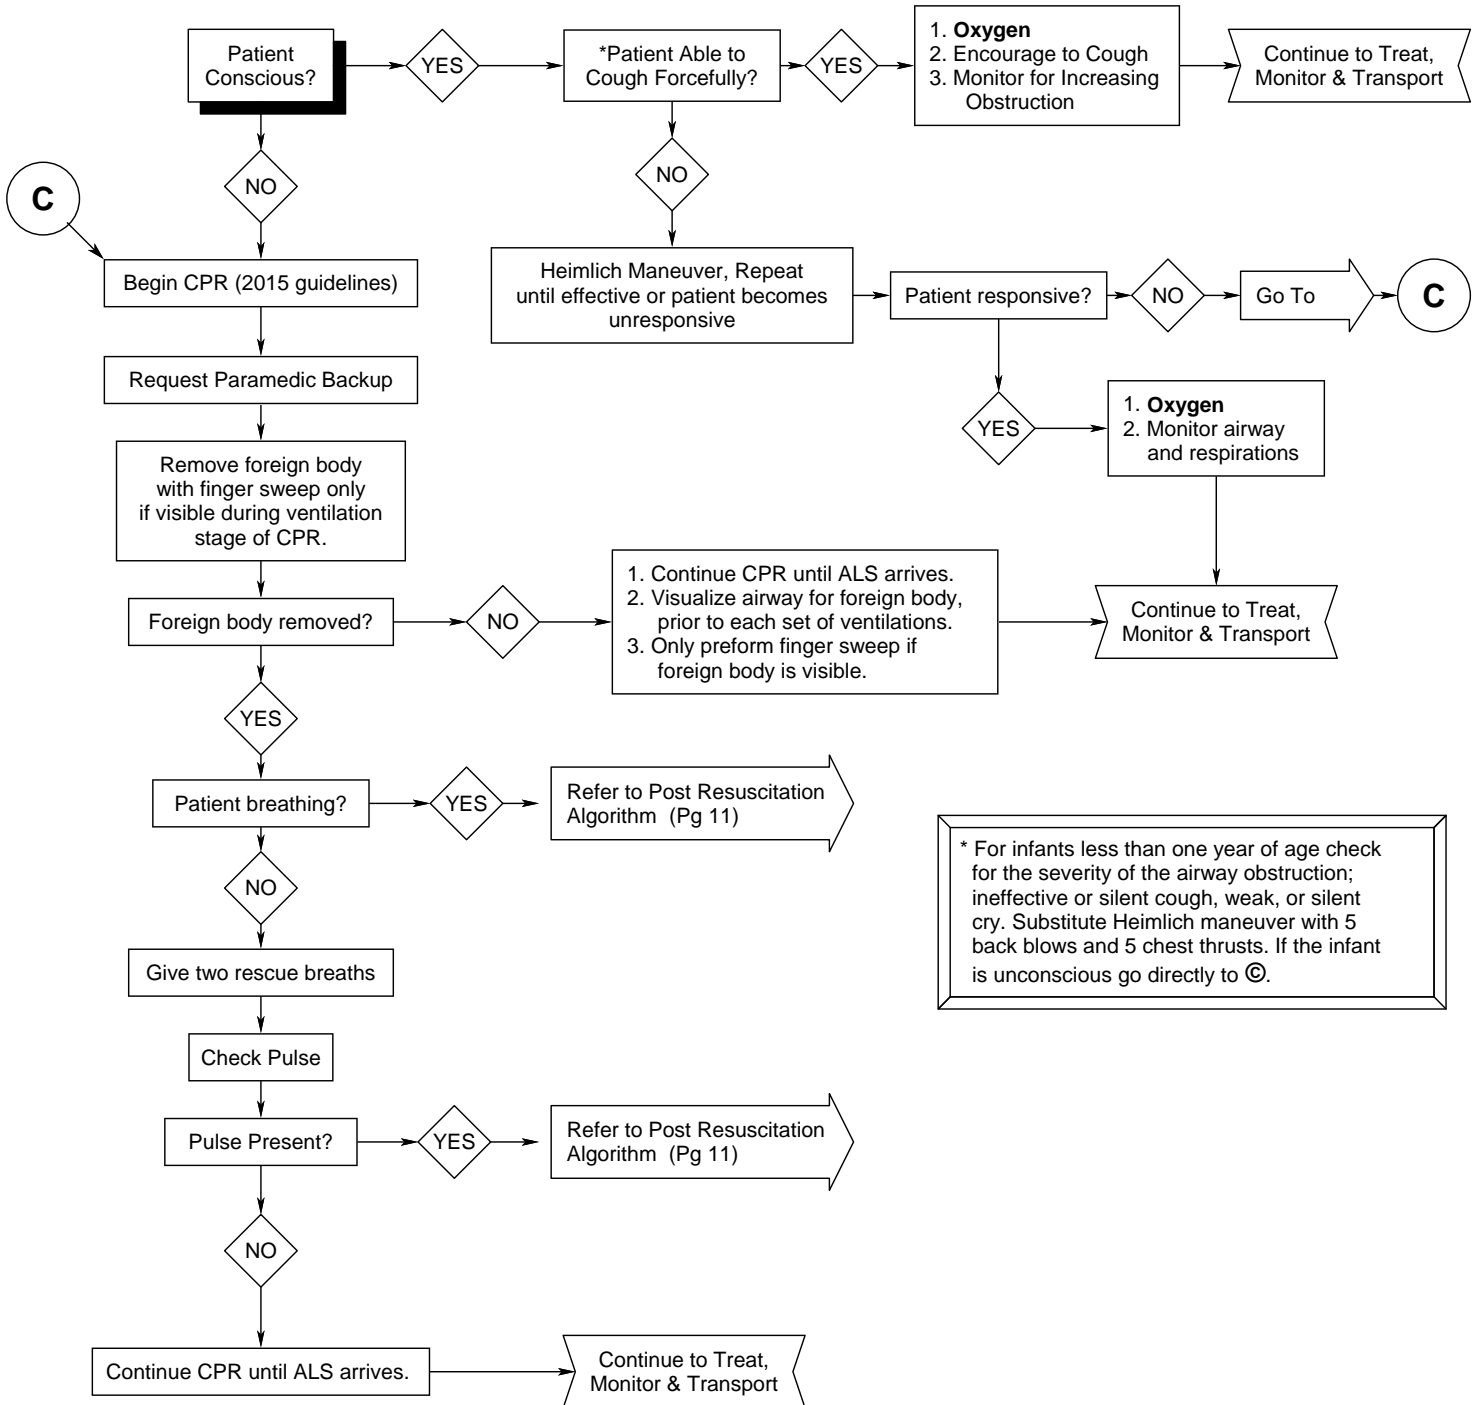 Patient
Conscious?
YES
*Patient Able to
Cough Forcefully?
YES
1. Oxygen
2. Encourage to Cough
3. Monitor for Increasing
Obstruction
Continue to Treat,
Monitor & Transport
NO
NO
C
Begin CPR (2015 guidelines)
Heimlich Maneuver, Repeat
until effective or patient becomes
unresponsive
Patient responsive?
NO
Go To
C
Request Paramedic Backup
YES
1. Oxygen
2. Monitor airway
and respirations
Remove foreign body
with finger sweep only
if visible during ventilation
stage of CPR.
Foreign body removed?
NO
1. Continue CPR until ALS arrives.
2. Visualize airway for foreign body,
prior to each set of ventilations.
3. Only preform finger sweep if
foreign body is visible.
Continue to Treat,
Monitor & Transport
YES
Patient breathing?
YES
Refer to Post Resuscitation
Algorithm (Pg 11)
* For infants less than one year of age check
for the severity of the airway obstruction;
ineffective or silent cough, weak, or silent
cry. Substitute Heimlich maneuver with 5
back blows and 5 chest thrusts. If the infant
is unconscious go directly to ©.
NO
Give two rescue breaths
Check Pulse
Pulse Present?
YES
Refer to Post Resuscitation
Algorithm (Pg 11)
NO
Continue CPR until ALS arrives.
Continue to Treat,
Monitor & Transport